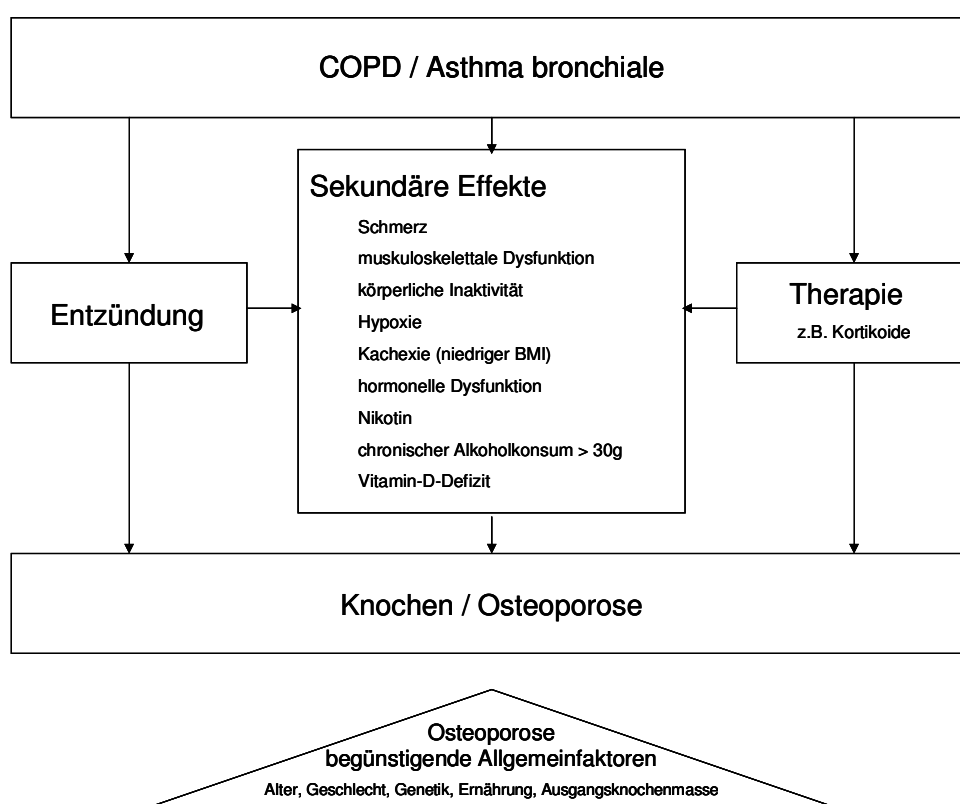 COPD / Asthma bronchiale
Sekundäre Effekte
Schmerz
muskuloskelettale Dysfunktion
körperliche Inaktivität
Hypoxie
Kachexie (niedriger BMI)
hormonelle Dysfunktion
Nikotin
chronischer Alkoholkonsum > 30g
Vitamin-D-Defizit
Entzündung
Therapie
z.B. Kortikoide
Knochen / Osteoporose
Osteoporose
begünstigende Allgemeinfaktoren
Alter, Geschlecht, Genetik, Ernährung, Ausgangsknochenmasse